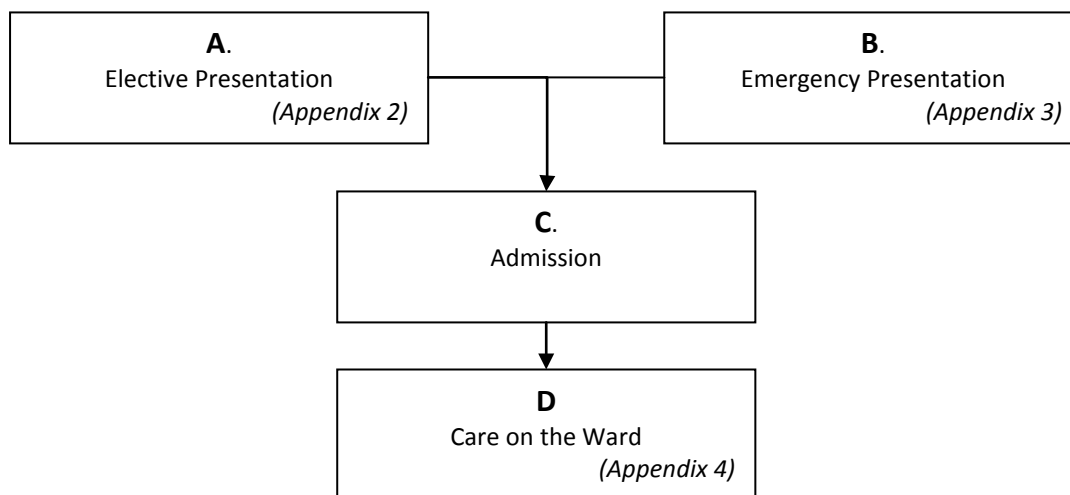 A.
Elective Presentation
(Appendix 2)
B.
Emergency Presentation
(Appendix 3)
C.
Admission
D
Care on the Ward
(Appendix 4)